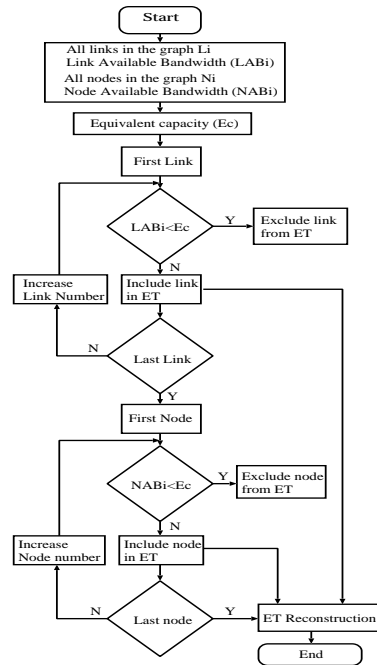 Start
All links in the graph Li
Link Available Bandwidth (LABi)
All nodes in the graph Ni
Node Available Bandwidth (NABi)
Equivalent capacity (Ec)
First Link
LABi<Ec
Y
Exclude link
from ET
N
Increase
Link Number
Include link
in ET
N
Last Link
Y
First Node
NABi<Ec
Y
Exclude node
from ET
N
Increase
Node number
Include node
in ET
N
Last node
Y
ET Reconstruction
End